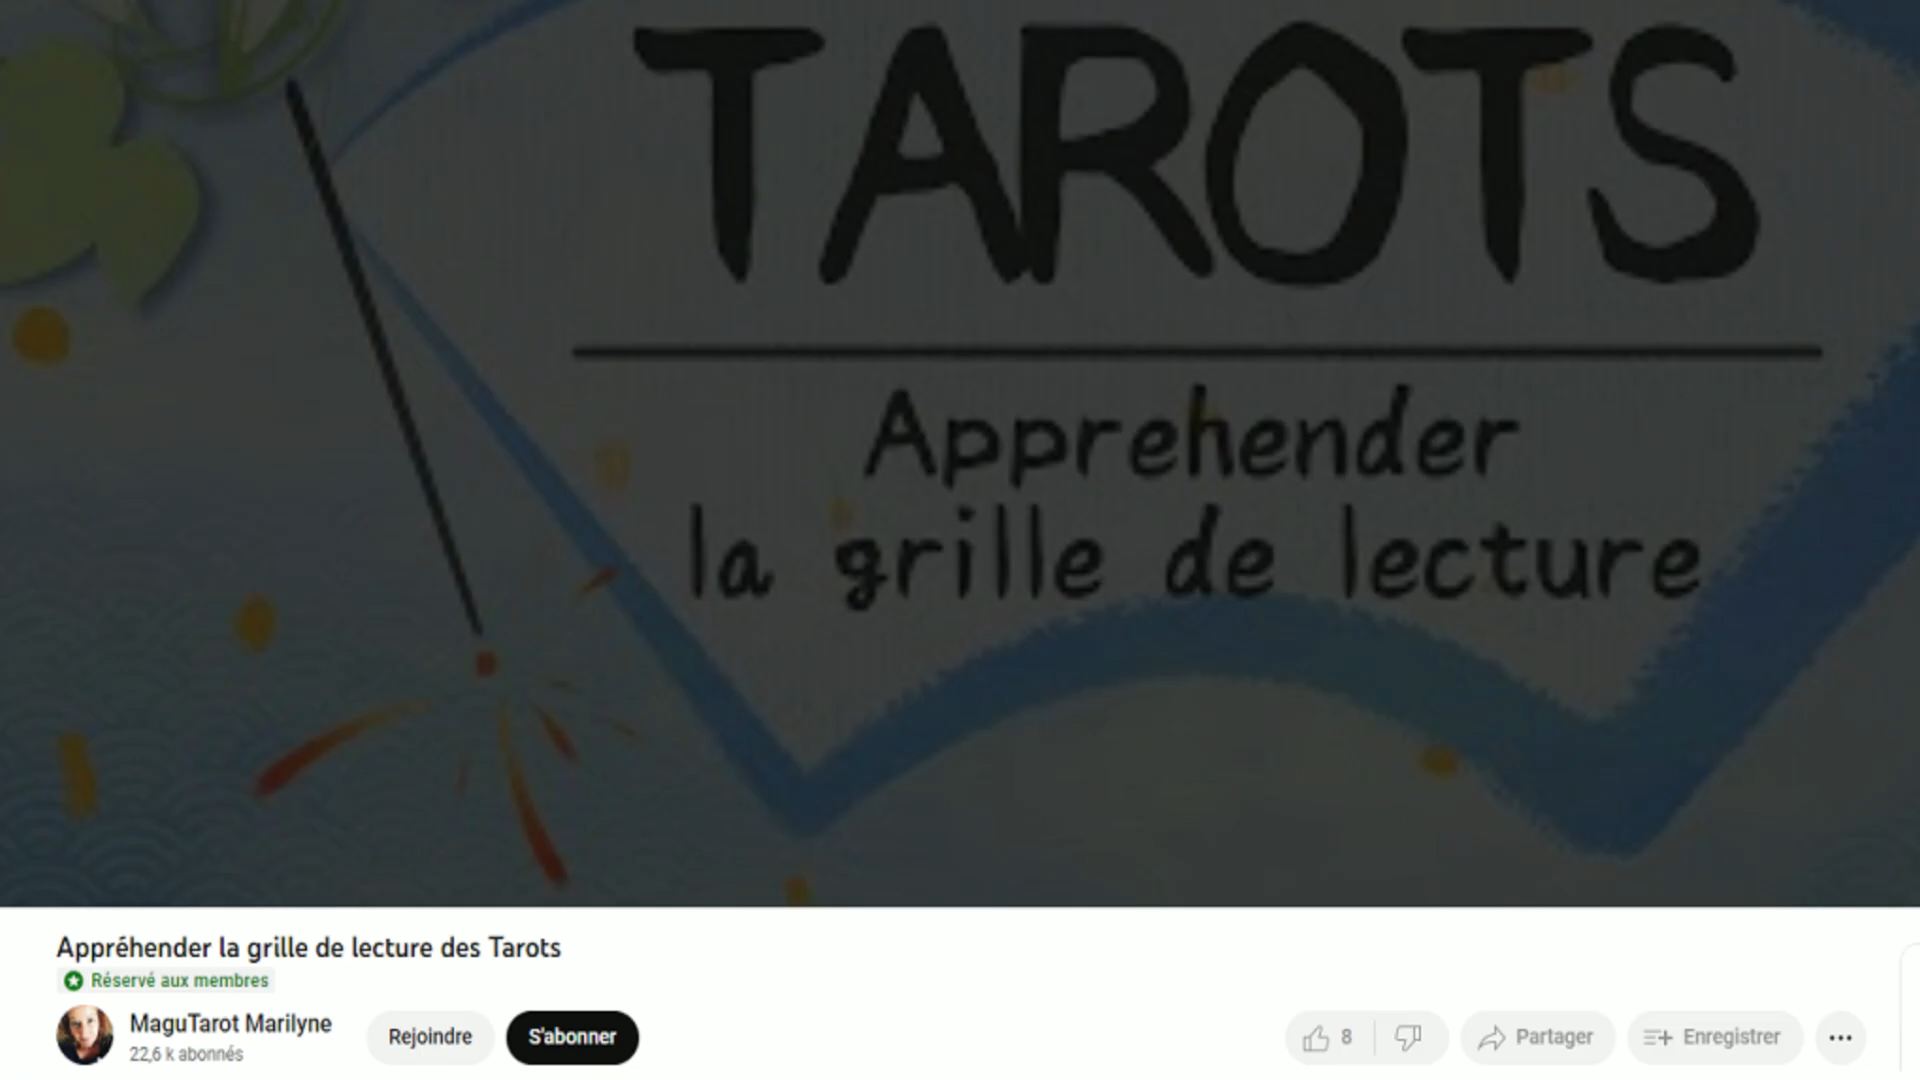 TAROTS
Apprehender
la grille de lecture
Appréhender la grille de lecture des Tarots
Réservé aux membres
MaguTarot Marilyne
22,6 k abonnés
Rejoindre
S'abonner
8
Partager
Enregistrer